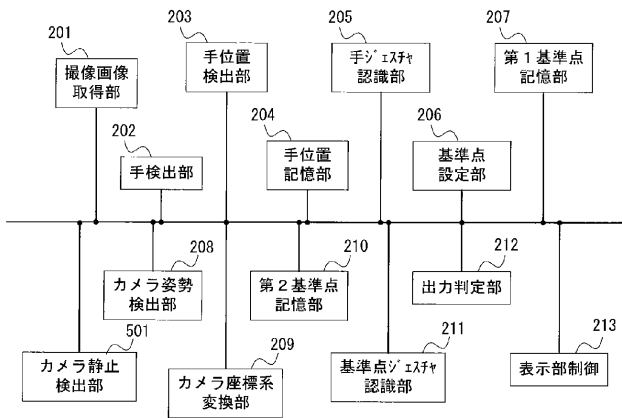 201
撮像画像
取得部
203
手位置
検出部
205
手ジェスチャ
認識部
207
第1基準点
記憶部
202
手検出部
204
手位置
記憶部
206
基準点
設定部
208
カメラ姿勢
検出部
210
第2基準点
記憶部
212
出力判定部
501
カメラ静止
検出部
209
カメラ座標系
変換部
211
基準点ジェスチャ
認識部
213
表示部制御